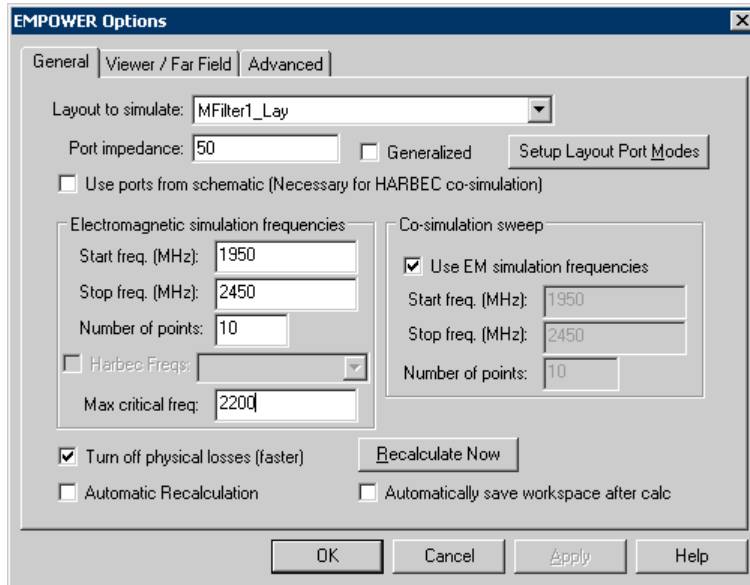 EMPOWER Options
General Viewer / Far Field Advanced
Layout to simulate: MFilter1_Lay
Port impedance: 50 Generalized Setup Layout Port Modes
Use ports from schematic (Necessary for HARBEC co-simulation)
Electromagnetic simulation frequencies
Start freq. (MHz): 1950
Stop freq. (MHz): 2450
Number of points: 10
Harbec Freqs:
Max critical freq: 2200
Co-simulation sweep
Use EM simulation frequencies
Start freq. (MHz): 1950
Stop freq. (MHz): 2450
Number of points: 10
Turn off physical losses (faster) Recalculate Now
Automatic Recalculation Automatically save workspace after calc
OK Cancel Apply Help